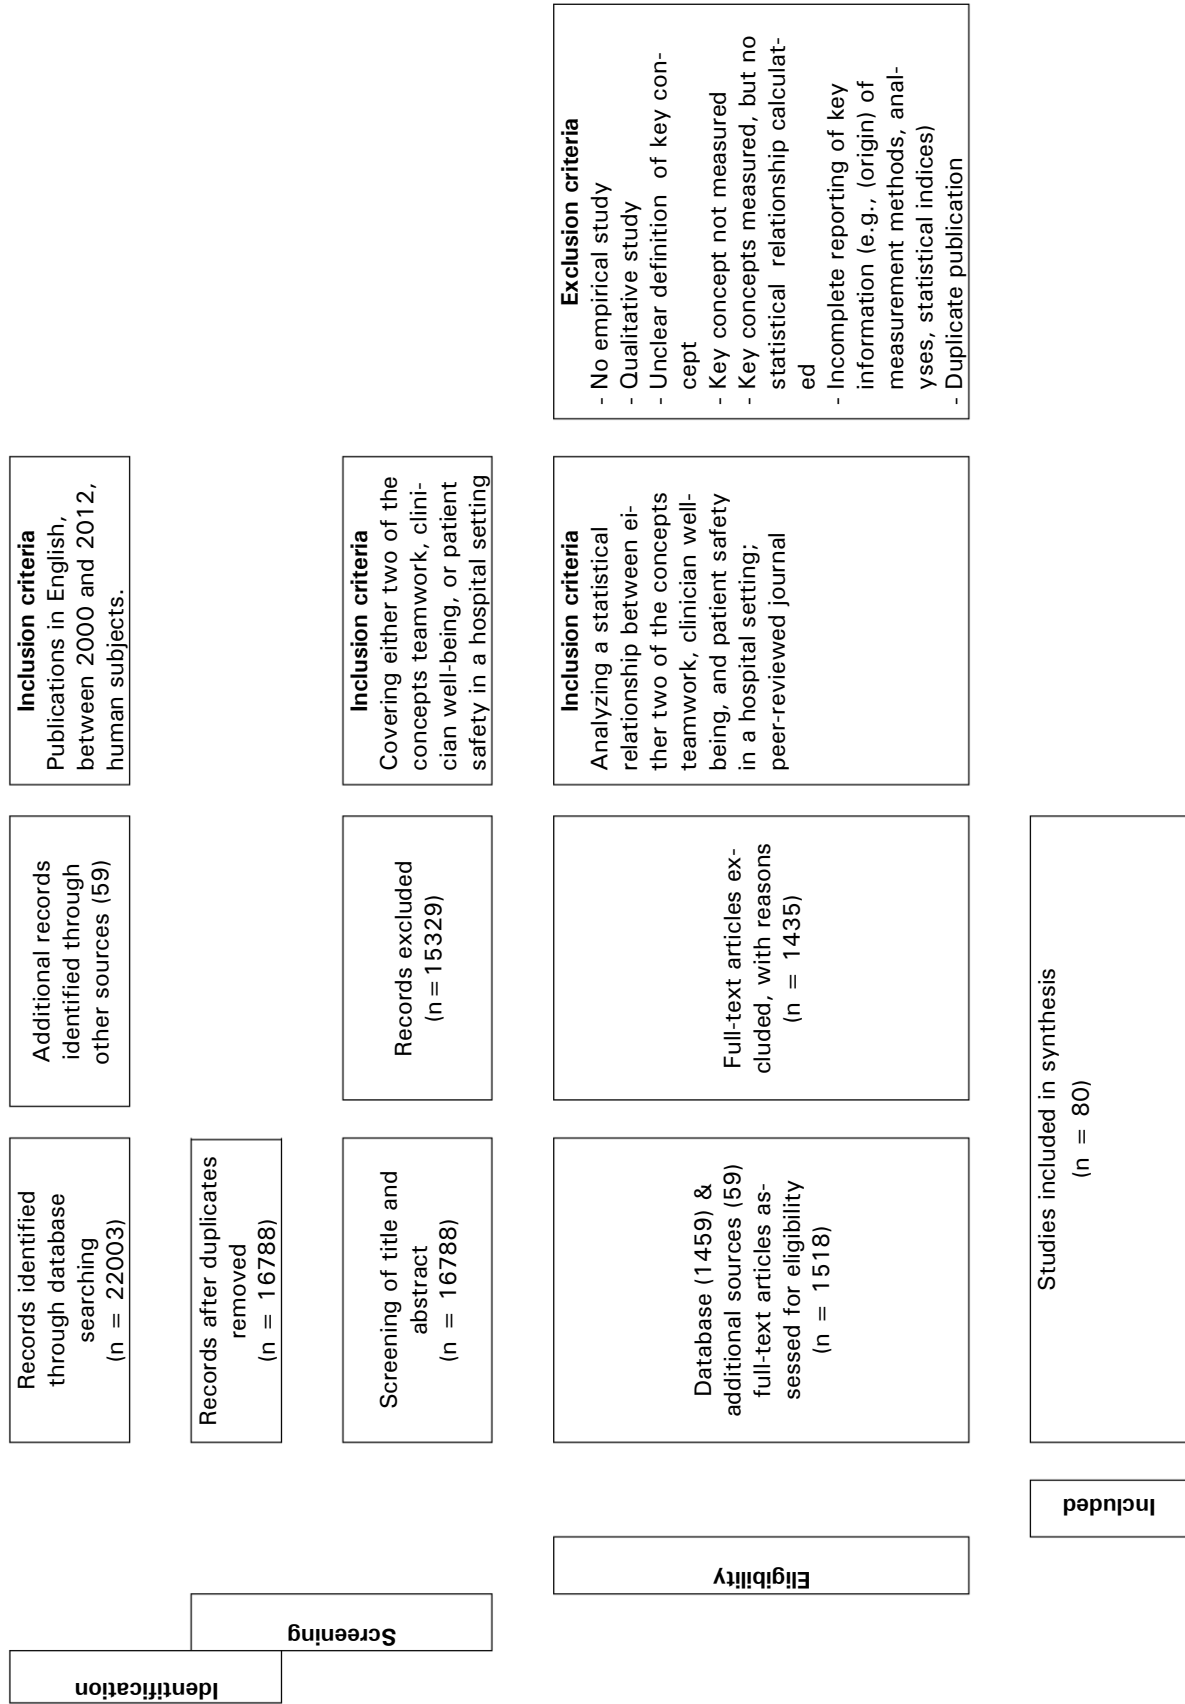 Identification
Records identified
through database
searching
(n = 22003)
Additional records
identified through
other sources (59)
Inclusion criteria
Publications in English,
between 2000 and 2012,
human subjects.
Screening
Records after duplicates
removed
(n = 16788)
Screening of title and
abstract
(n = 16788)
Records excluded
(n = 15329)
Inclusion criteria
Covering either two of the
concepts teamwork, clini-
cian well-being, or patient
safety in a hospital setting
Eligibility
Database (1459) &
additional sources (59)
full-text articles as-
sessed for eligibility
(n = 1518)
Full-text articles ex-
cluded, with reasons
(n = 1435)
Inclusion criteria
Analyzing a statistical
relationship between ei-
ther two of the concepts
teamwork, clinician well-
being, and patient safety
in a hospital setting;
peer-reviewed journal
Exclusion criteria
- No empirical study
- Qualitative study
- Unclear definition of key con-
cept
- Key concept not measured
- Key concepts measured, but no
statistical relationship calculat-
ed
- Incomplete reporting of key
information (e.g., (origin) of
measurement methods, anal-
yses, statistical indices)
- Duplicate publication
Included
Studies included in synthesis
(n = 80)